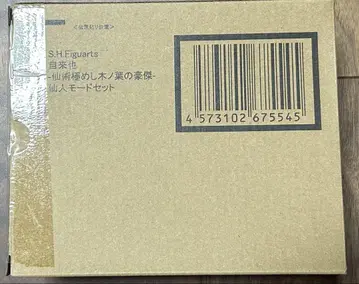 S.H.Figuarts
自来也
-仙術極めし木ノ葉の豪傑-
仙人モードセット
4 573102 675545